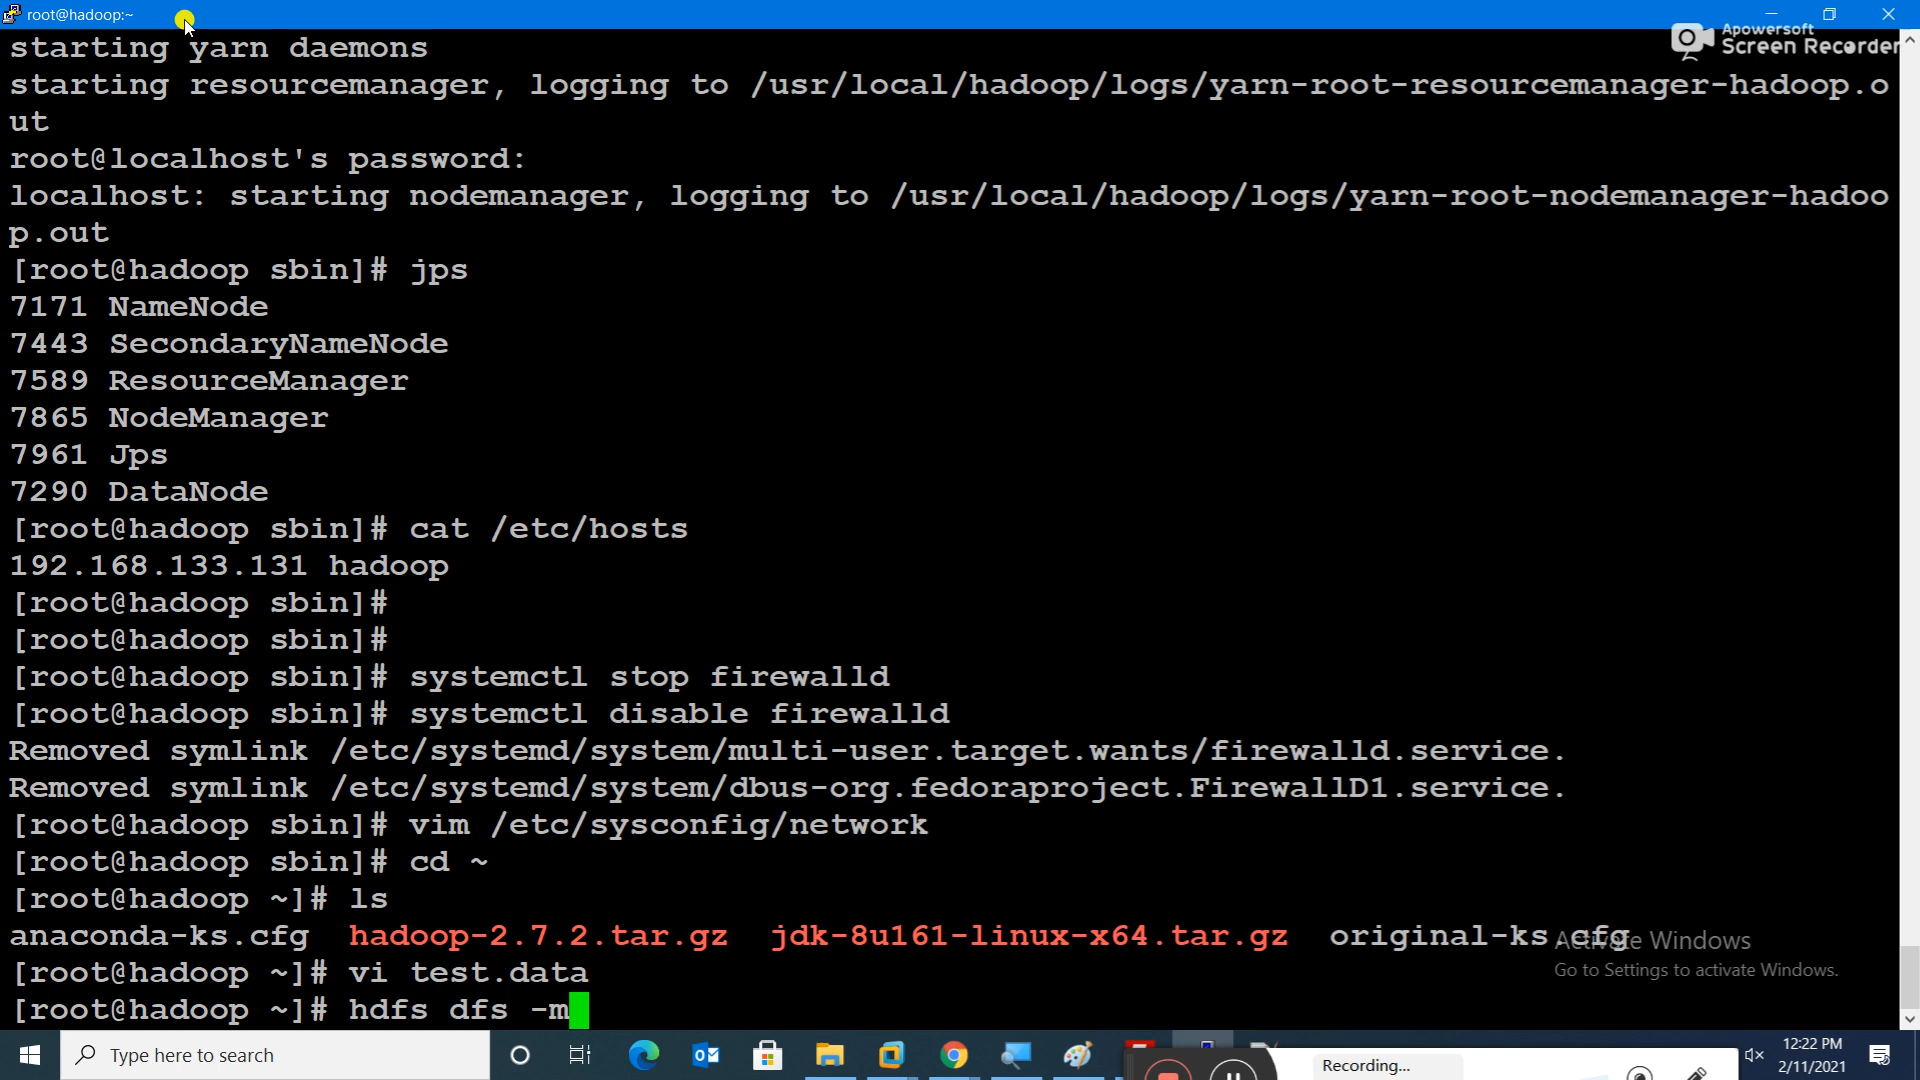 root@hadoop:~
Apowersoft
Screen Recorder
starting yarn daemons
starting resourcemanager, logging to /usr/local/hadoop/logs/yarn-root-resourcemanager-hadoop.o
ut
root@localhost's password:
localhost: starting nodemanager, logging to /usr/local/hadoop/logs/yarn-root-nodemanager-hadoo
p.out
[root@hadoop sbin]# jps
7171 NameNode
7443 SecondaryNameNode
7589 ResourceManager
7865 NodeManager
7961 Jps
7290 DataNode
[root@hadoop sbin]# cat /etc/hosts
192.168.133.131 hadoop
[root@hadoop sbin]#
[root@hadoop sbin]#
[root@hadoop sbin]# systemctl stop firewalld
[root@hadoop sbin]# systemctl disable firewalld
Removed symlink /etc/systemd/system/multi-user.target.wants/firewalld.service.
Removed symlink /etc/systemd/system/dbus-org.fedoraproject.FirewallD1.service.
[root@hadoop sbin]# vim /etc/sysconfig/network
[root@hadoop sbin]# cd ~
[root@hadoop ~]# ls
anaconda-ks.cfg hadoop-2.7.2.tar.gz jdk-8u161-linux-x64.tar.gz original-ks.cfg
Activate Windows
Go to Settings to activate Windows.
[root@hadoop ~]# vi test.data
[root@hadoop ~]# hdfs dfs -m
Type here to search
Recording...
12:22 PM
2/11/2021